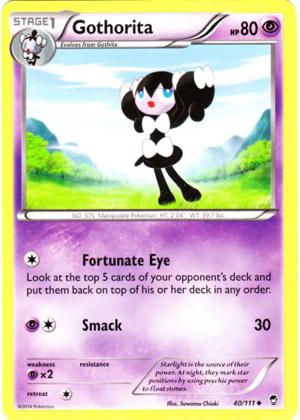 STAGE1
Gothorita
HP80
Evolves from Gothita
NO. 575 Manipulate Pokémon HT: 2'04" WT: 39.7 lbs.
Fortunate Eye
Look at the top 5 cards of your opponent's deck and
put them back on top of his or her deck in any order.
Smack 30
weakness
resistance
×2
retreat
Starlight is the source of their power.
At night, they mark star
positions by using psychic power
to float stones.
©2014 Pokémon
Illus. Suwama Chiaki
40/111